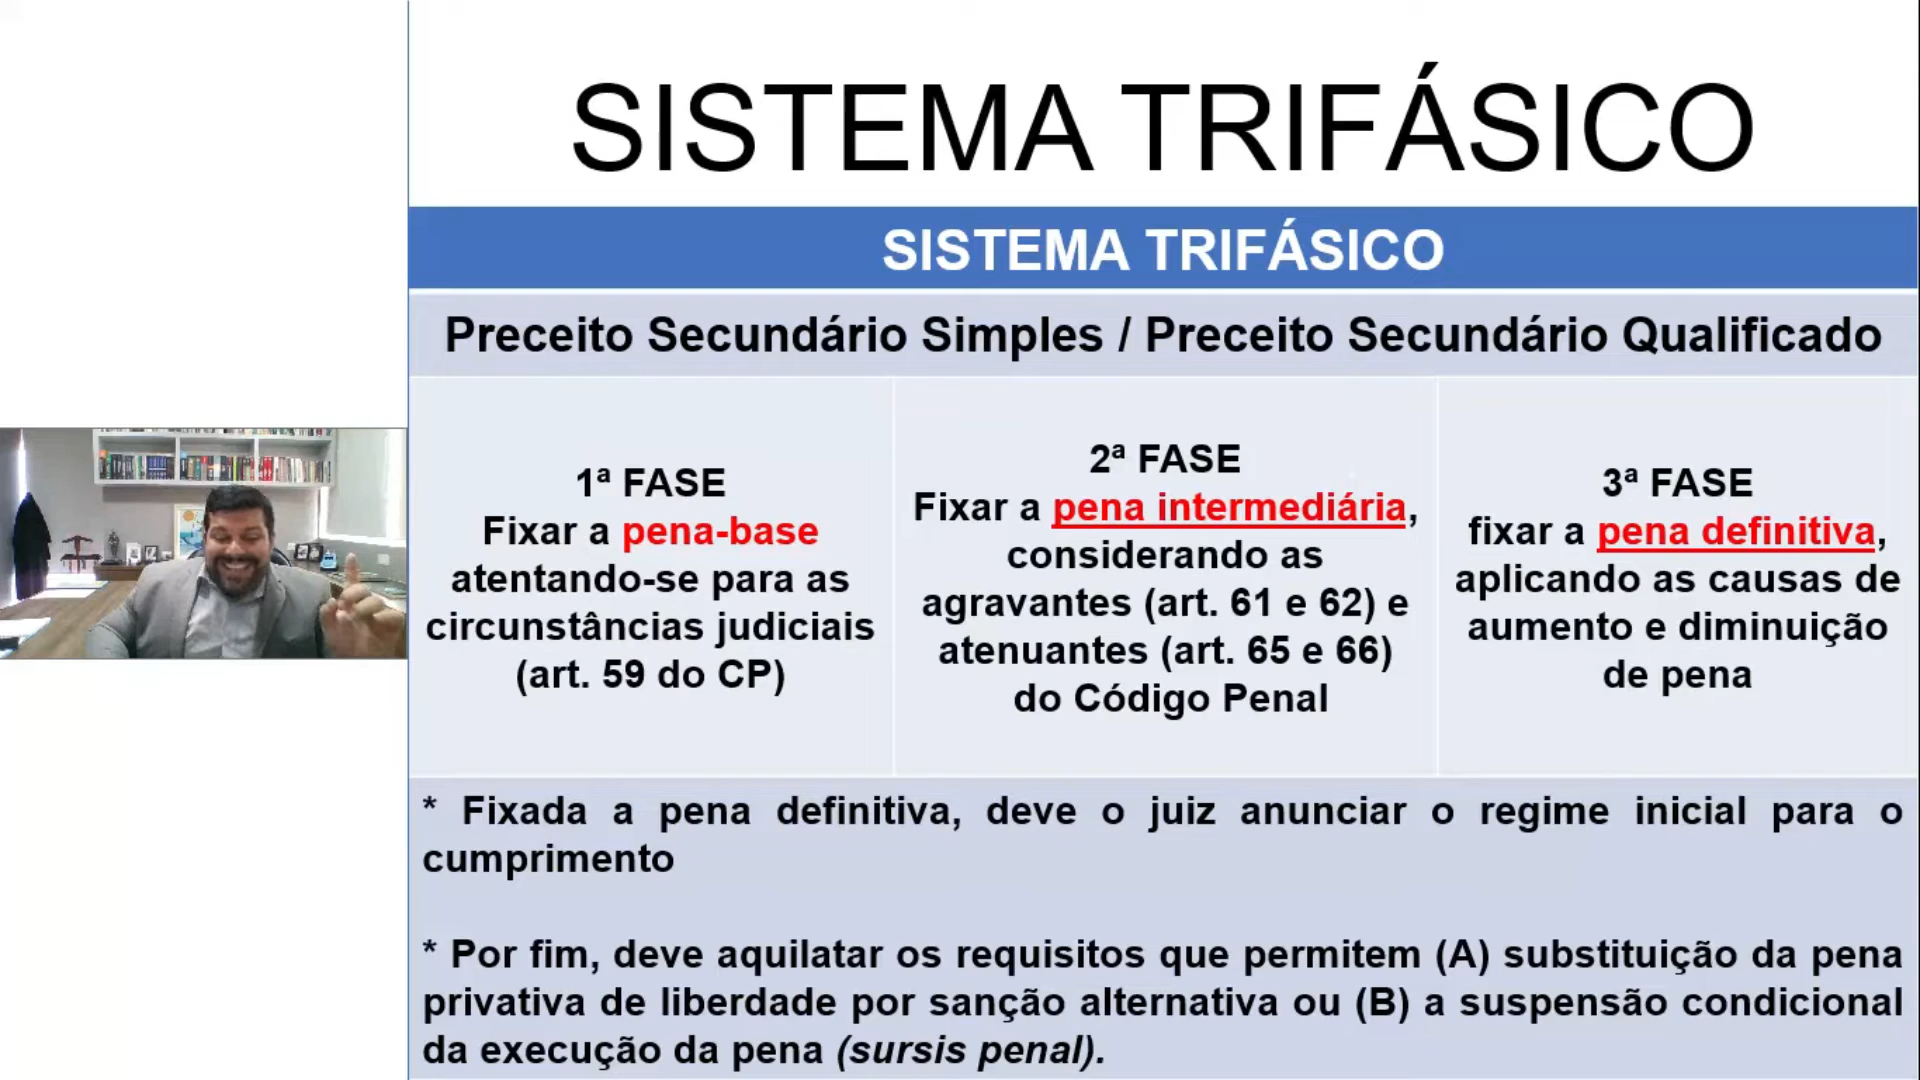 SISTEMA TRIFÁSICO
SISTEMA TRIFÁSICO
Preceito Secundário Simples / Preceito Secundário Qualificado
1ª FASE
Fixar a pena-base
atentando-se para as
circunstâncias judiciais
(art. 59 do CP)
2ª FASE
Fixar a pena intermediária,
considerando as
agravantes (art. 61 e 62) e
atenuantes (art. 65 e 66)
do Código Penal
3ª FASE
fixar a pena definitiva,
aplicando as causas de
aumento e diminuição
de pena
* Fixada a pena definitiva, deve o juiz anunciar o regime inicial para o
cumprimento
* Por fim, deve aquilatar os requisitos que permitem (A) substituição da pena
privativa de liberdade por sanção alternativa ou (B) a suspensão condicional
da execução da pena (sursis penal).